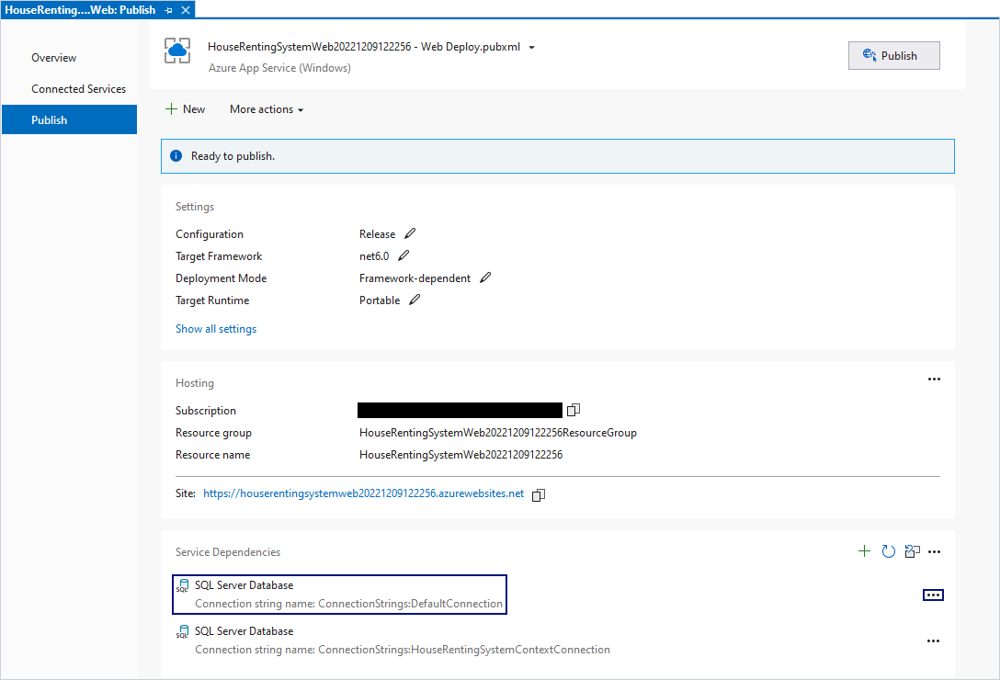 HouseRenting....Web: Publish
Overview
Connected Services
Publish
HouseRentingSystemWeb20221209122256 - Web Deploy.pubxml
Azure App Service (Windows)
Publish
New More actions
Ready to publish.
Settings
Configuration Release
Target Framework net6.0
Deployment Mode Framework-dependent
Target Runtime Portable
Show all settings
Hosting
Subscription
Resource group HouseRentingSystemWeb20221209122256ResourceGroup
Resource name HouseRentingSystemWeb20221209122256
Site: https://houserentingsystemweb20221209122256.azurewebsites.net
Service Dependencies
SQL SQL Server Database
Connection string name: ConnectionStrings:DefaultConnection
SQL SQL Server Database
Connection string name: ConnectionStrings:HouseRentingSystemContextConnection